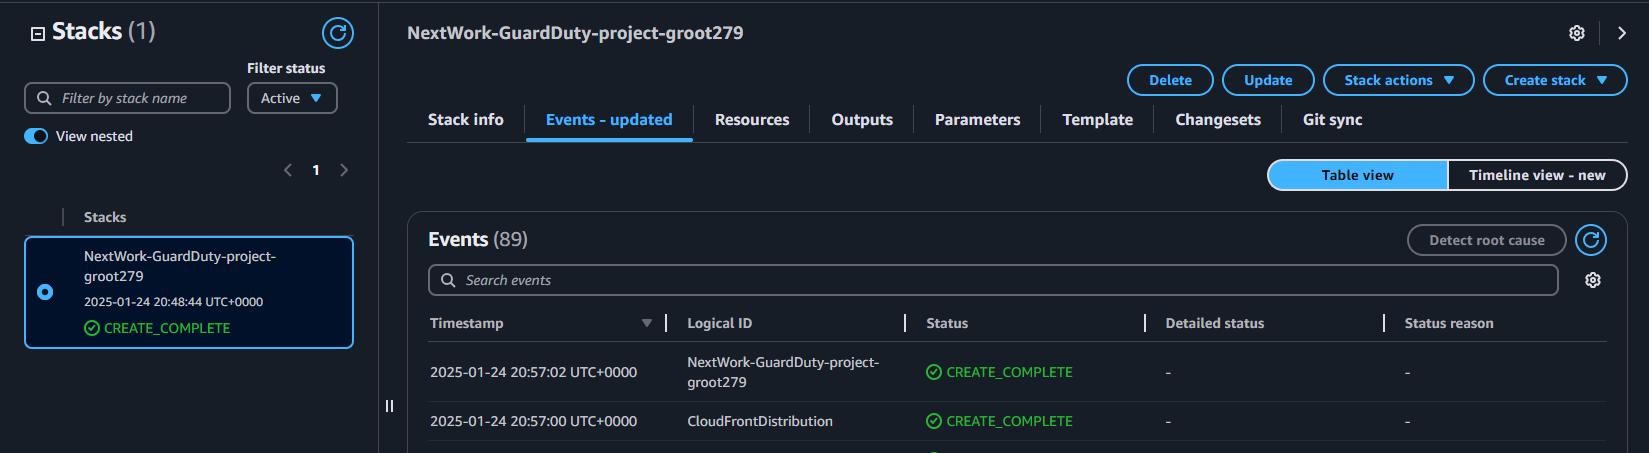 Stacks (1)
Filter status
Filter by stack name
Active
View nested
1
Stacks
NextWork-GuardDuty-project-
groot279
2025-01-24 20:48:44 UTC+0000
CREATE_COMPLETE
NextWork-GuardDuty-project-groot279
Delete Update Stack actions Create stack
Stack info Events - updated Resources Outputs Parameters Template Changesets Git sync
Table view Timeline view - new
Events (89)
Detect root cause
Search events
Timestamp Logical ID Status Detailed status Status reason
2025-01-24 20:57:02 UTC+0000 NextWork-GuardDuty-project- CREATE_COMPLETE - -
groot279
2025-01-24 20:57:00 UTC+0000 CloudFrontDistribution CREATE_COMPLETE - -